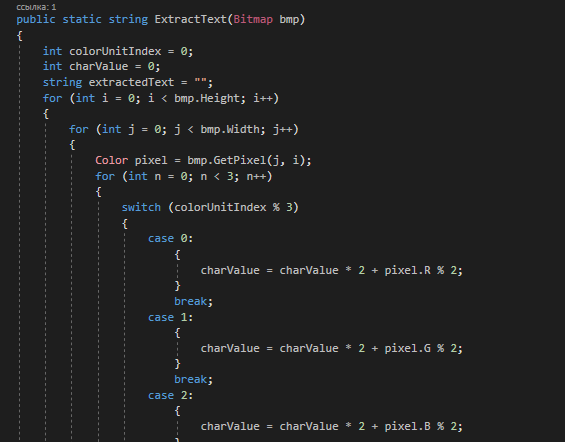 ссылка: 1
public static string ExtractText(Bitmap bmp)
{
int colorUnitIndex = 0;
int charValue = 0;
string extractedText = "";
for (int i = 0; i < bmp.Height; i++)
{
for (int j = 0; j < bmp.Width; j++)
{
Color pixel = bmp.GetPixel(j, i);
for (int n = 0; n < 3; n++)
{
switch (colorUnitIndex % 3)
{
case 0:
{
charValue = charValue * 2 + pixel.R % 2;
}
break;
case 1:
{
charValue = charValue * 2 + pixel.G % 2;
}
break;
case 2:
{
charValue = charValue * 2 + pixel.B % 2;
}